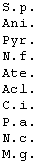 S.p.
Ani.
Pyr.
N.f.
Ate.
Acl.
C.i.
P.a.
N.c.
M.g.